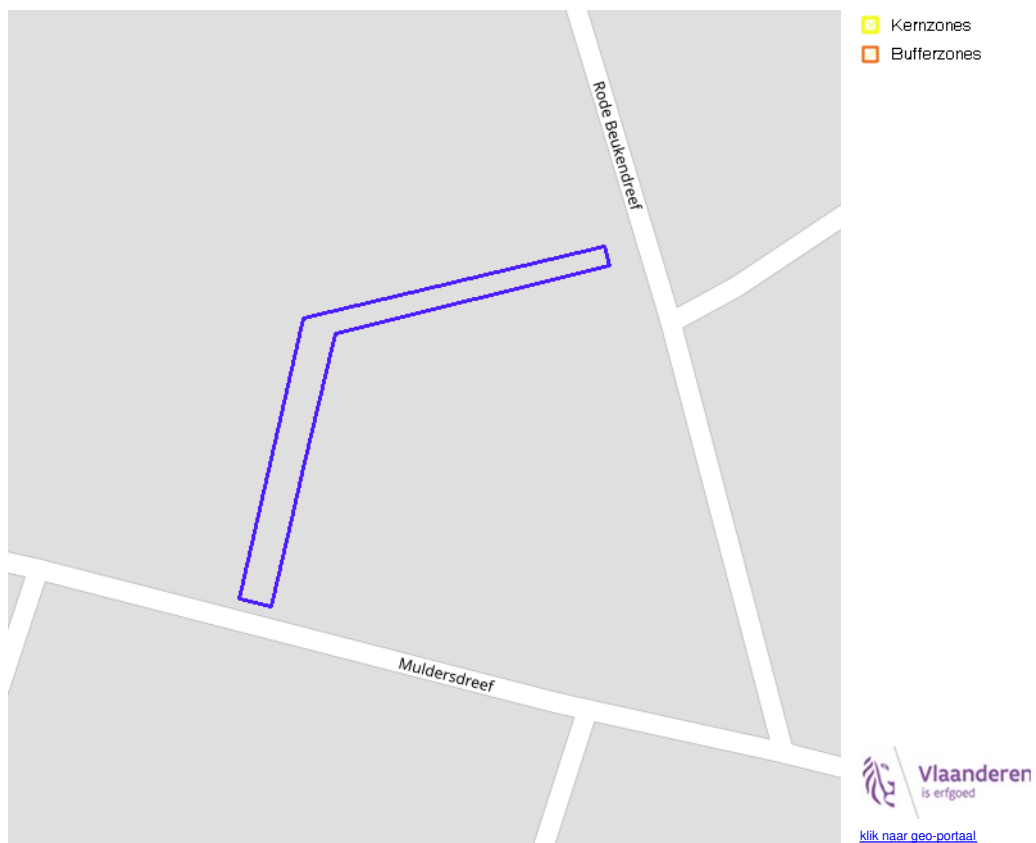 Kernzones
Bufferzones
Rode Beukendreef
Muldersdreef
Vlaanderen
is erfgoed
klik naar geo-portaal